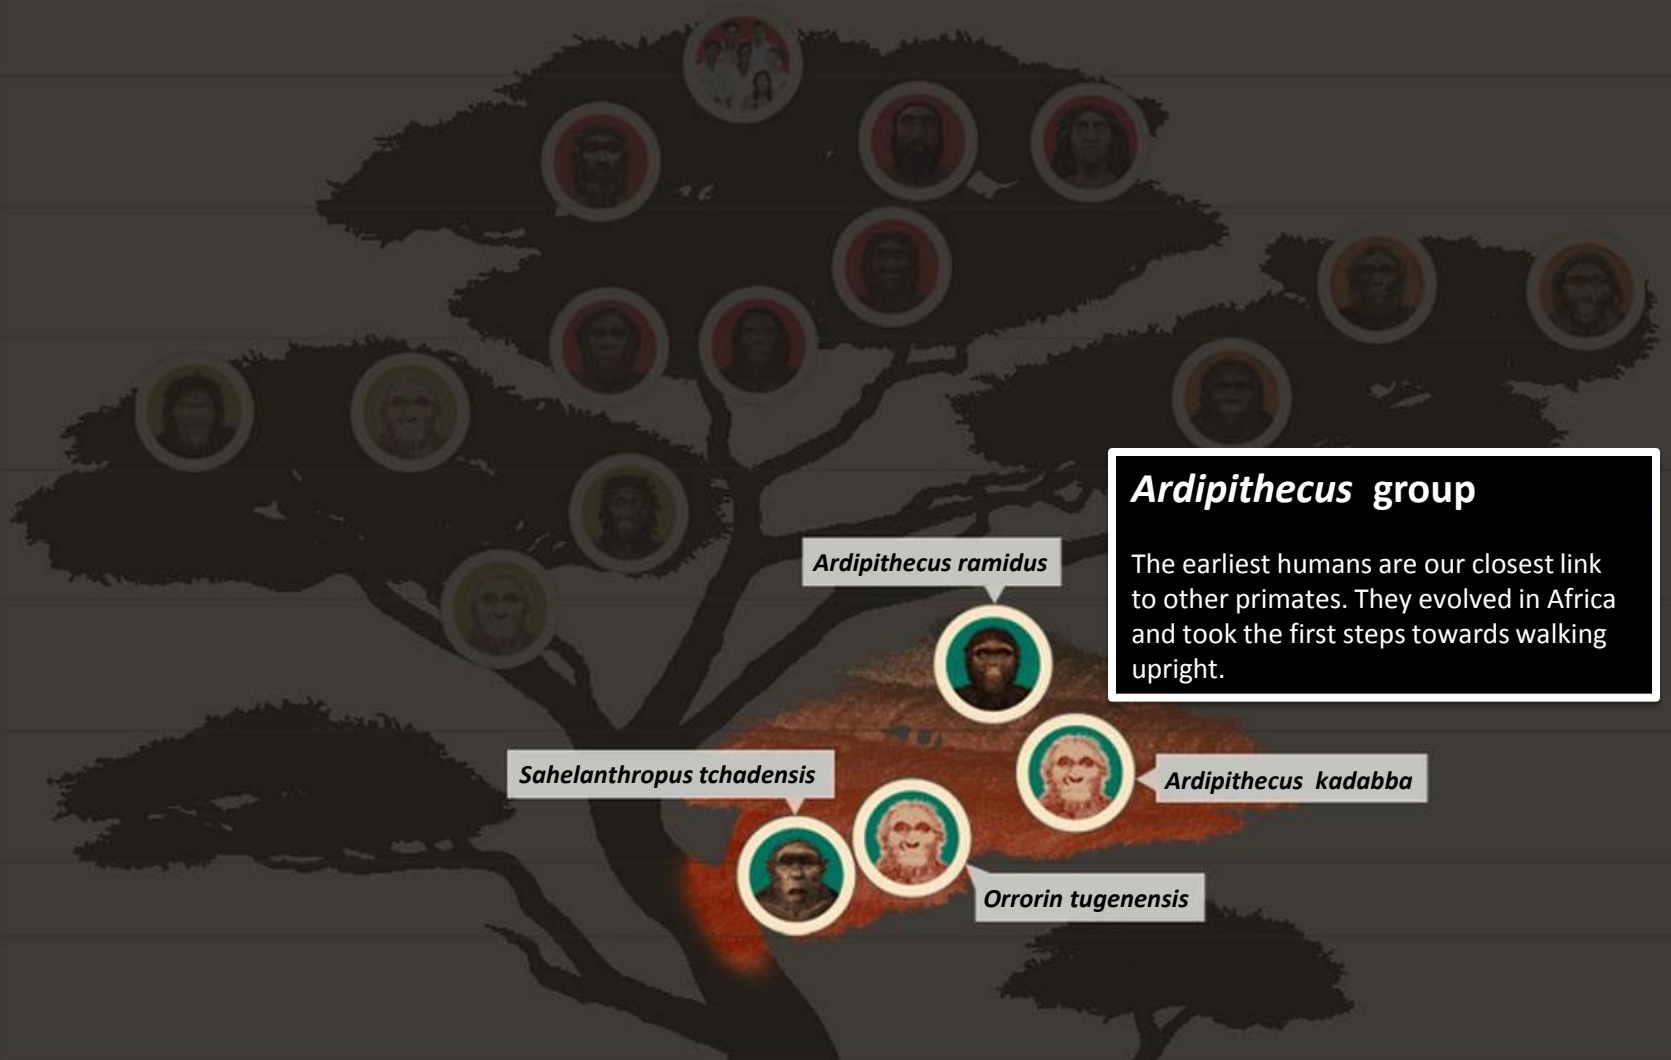 Ardipithecus group
The earliest humans are our closest link
to other primates. They evolved in Africa
and took the first steps towards walking
upright.
Ardipithecus ramidus
Sahelanthropus tchadensis
Ardipithecus kadabba
Orrorin tugenensis